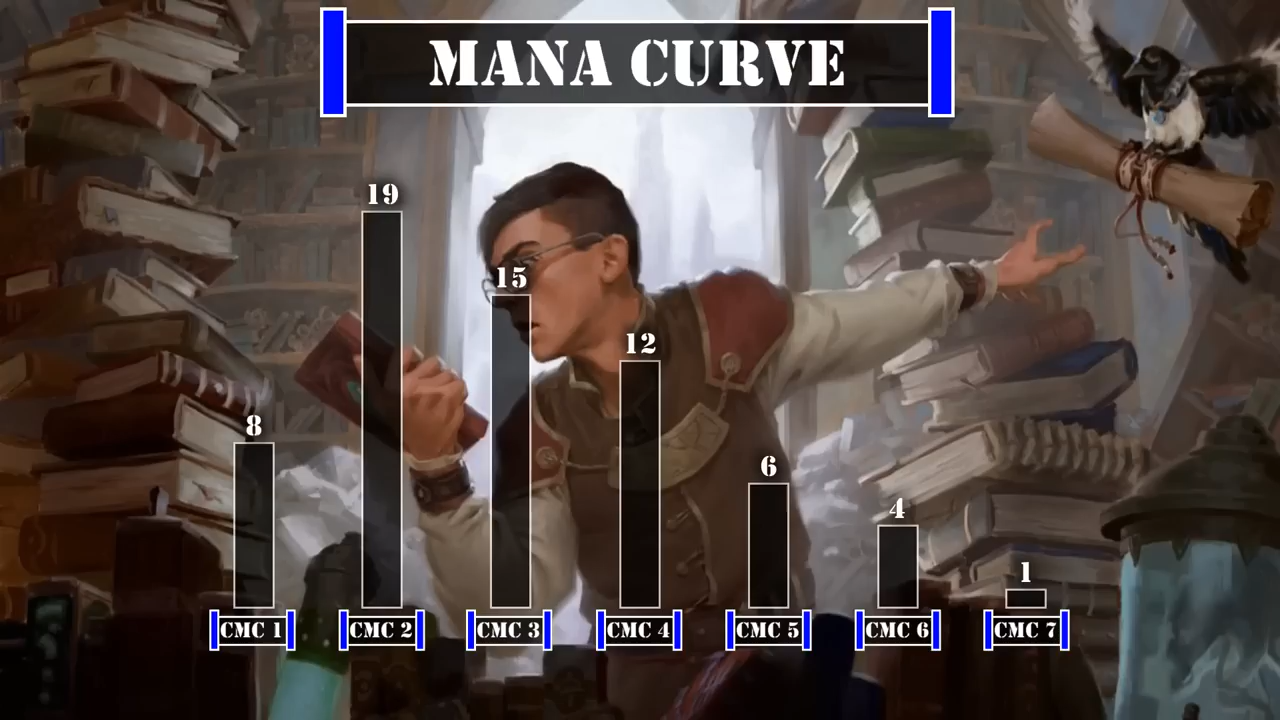 MANA CURVE
19
15
12
8
6
4
1
CMC 1
CMC 2
CMC 3
CMC 4
CMC 5
CMC 6
CMC 7